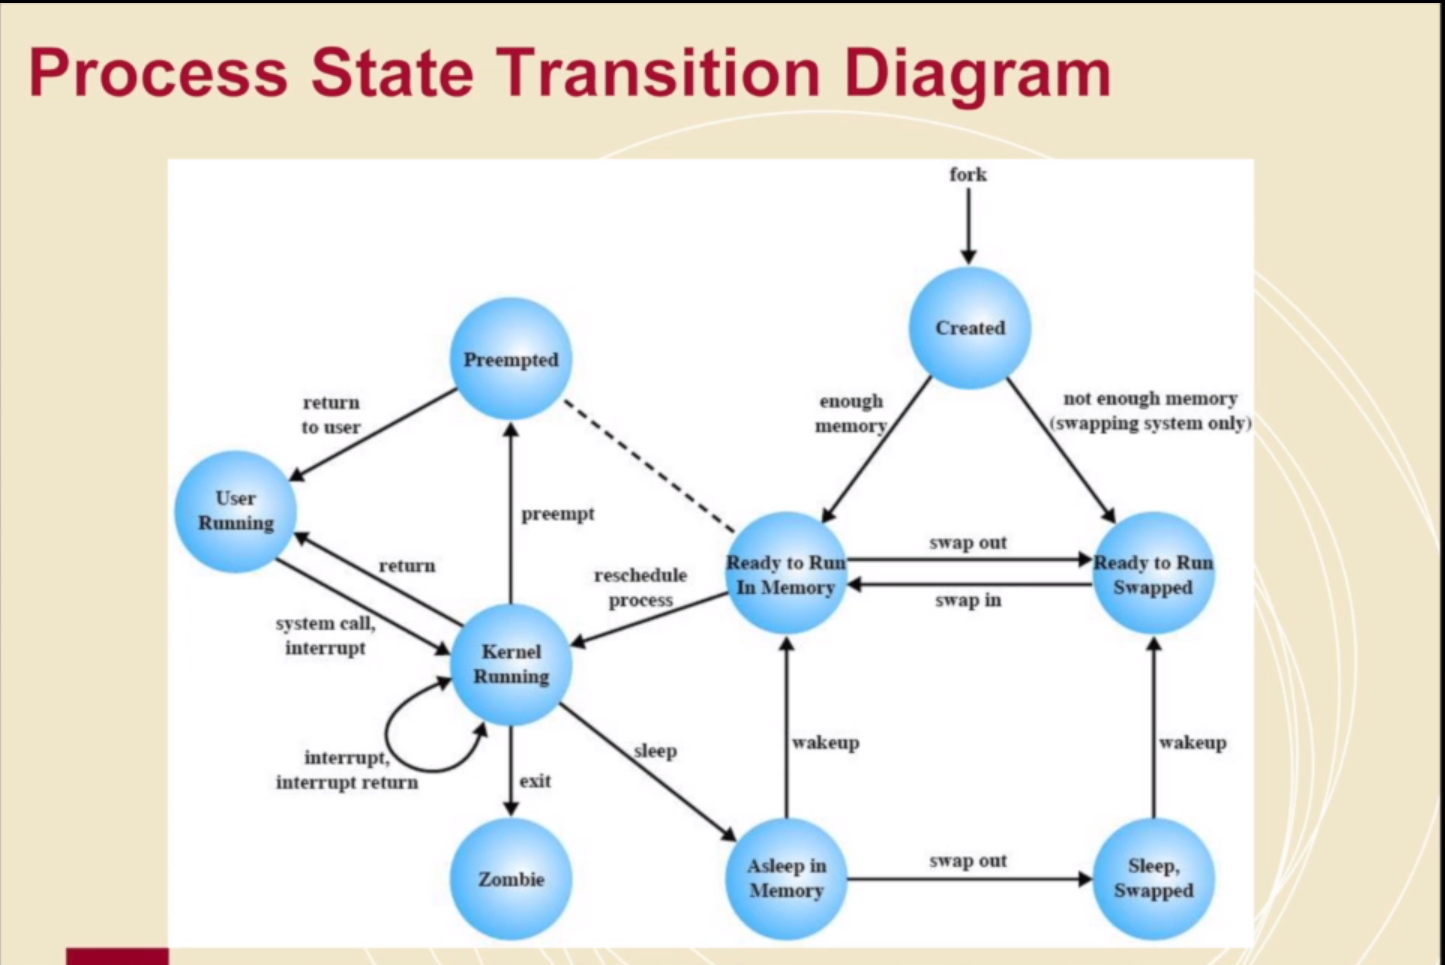 Process State Transition Diagram
fork
Created
Preempted
return
to user
enough
memory
not enough memory
(swapping system only)
User
Running
preempt
return
swap out
Ready to Run
In Memory
Ready to Run
Swapped
reschedule
process
swap in
system call,
interrupt
Kernel
Running
interrupt,
interrupt return
sleep
wakeup
wakeup
exit
Zombie
Asleep in
Memory
swap out
Sleep,
Swapped